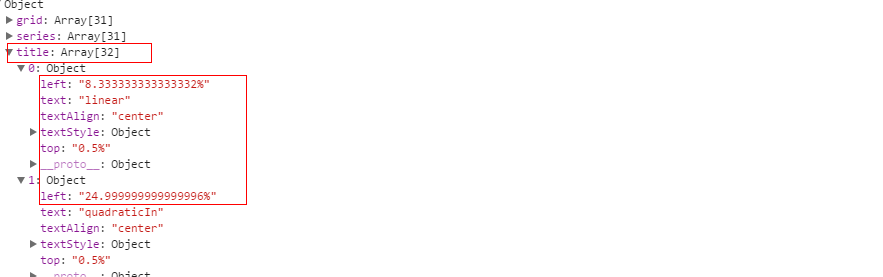 Object
grid: Array[31]
series: Array[31]
title: Array[32]
0: Object
left: "8.333333333333332%"
text: "linear"
textAlign: "center"
textStyle: Object
top: "0.5%"
__proto__: Object
1: Object
left: "24.999999999999996%"
text: "quadraticIn"
textAlign: "center"
textStyle: Object
top: "0.5%"
__proto__: Object